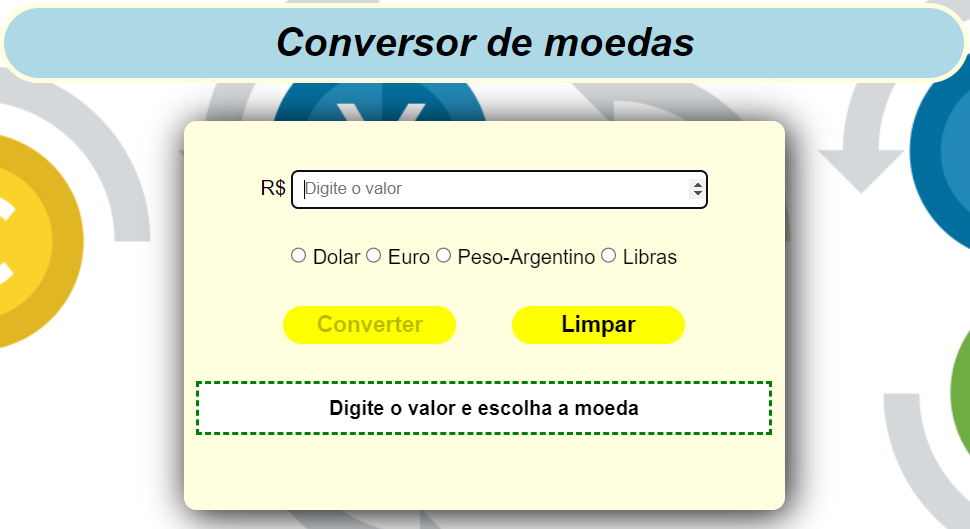 Conversor de moedas
R$ Digite o valor
Dolar Euro Peso-Argentino Libras
Converter Limpar
Digite o valor e escolha a moeda